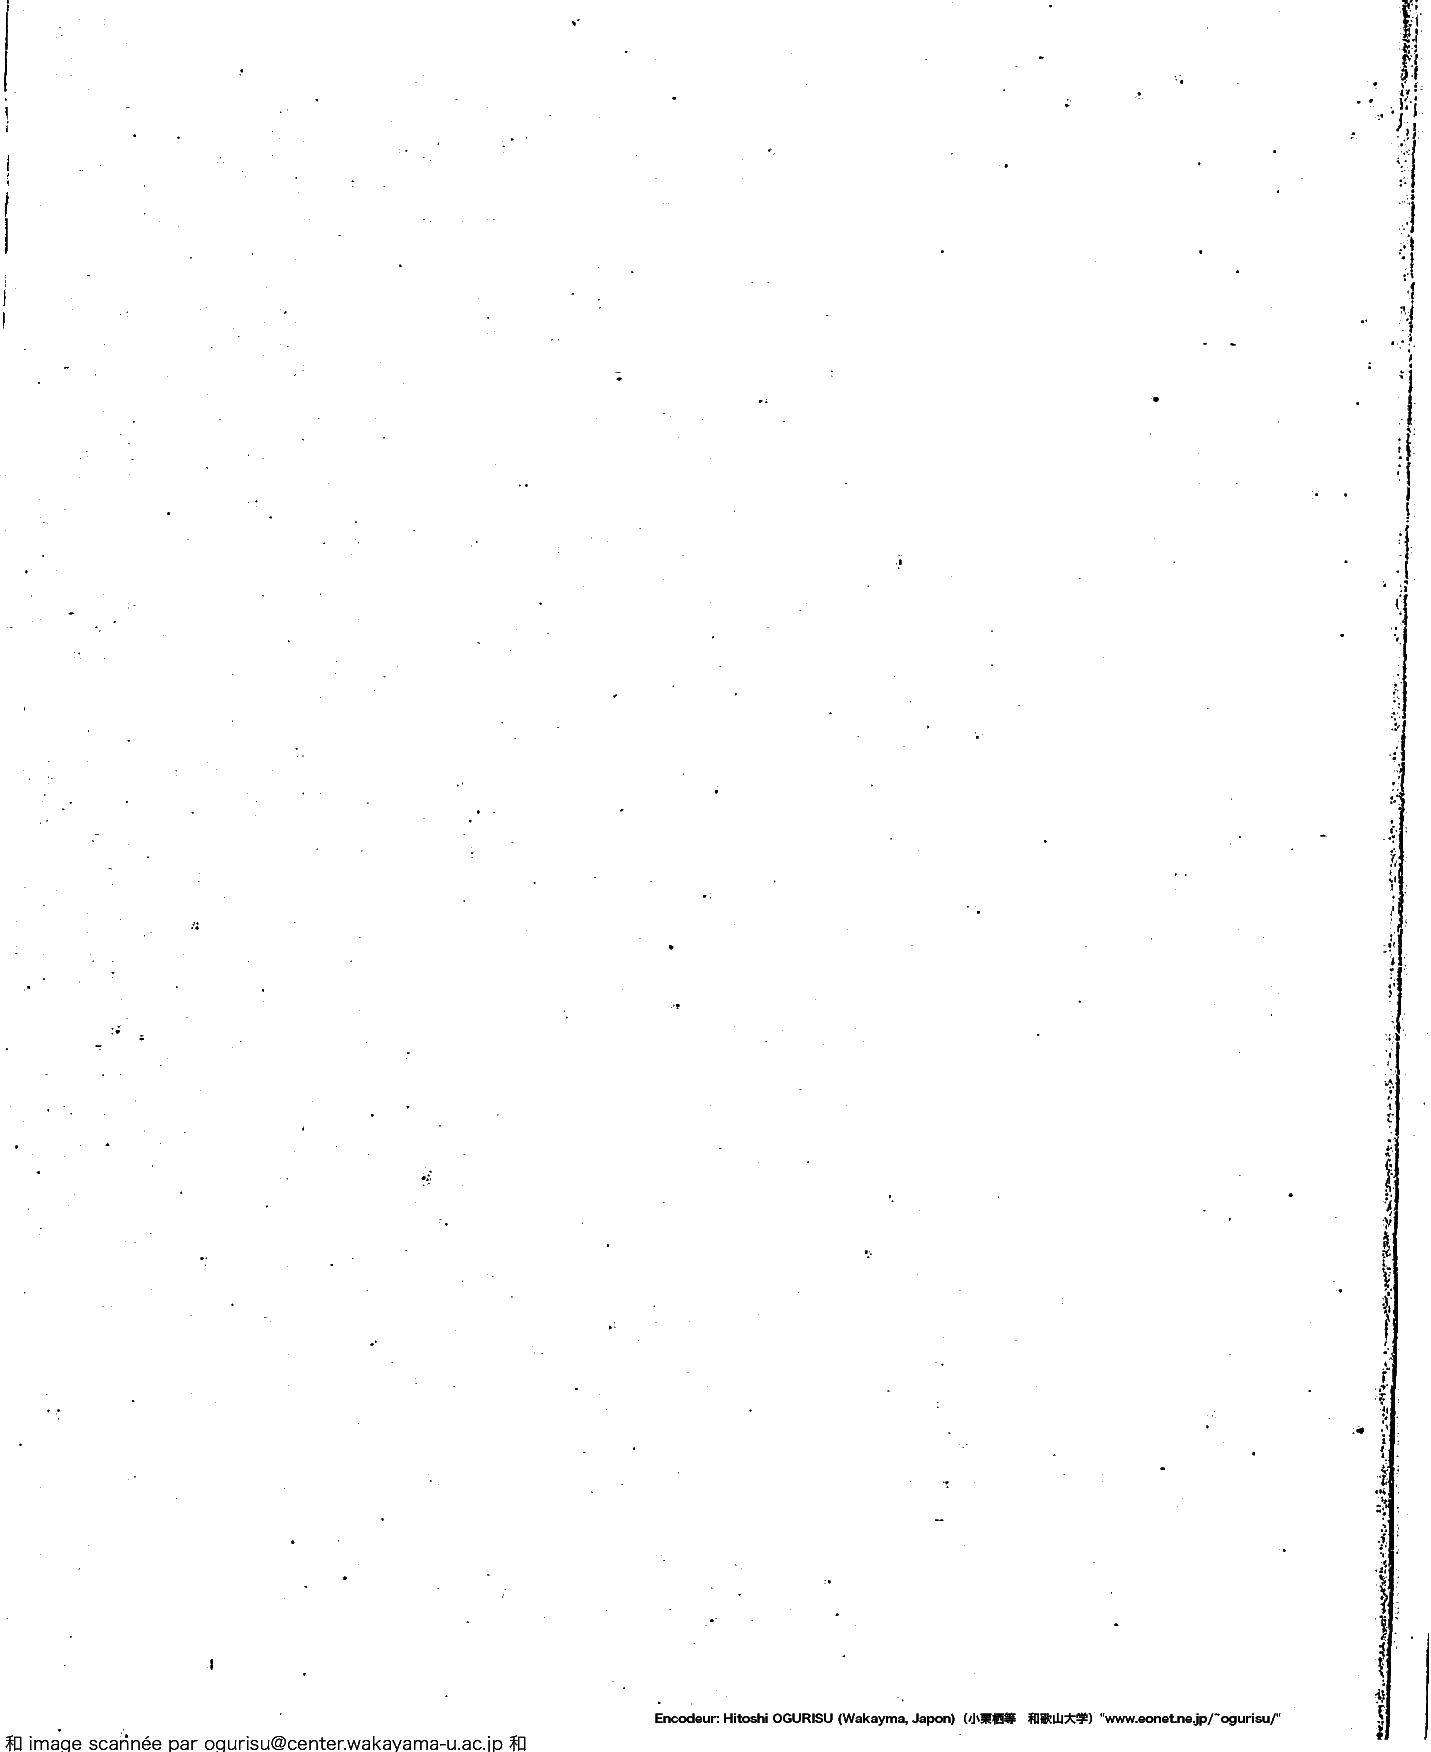 Encodeur: Hitoshi OGURISU (Wakayma, Japon)（小栗栖等　和歌山大学）"www.eonet.ne.jp/~ogurisu/"
和 image scannée par ogurisu@center.wakayama-u.ac.jp 和